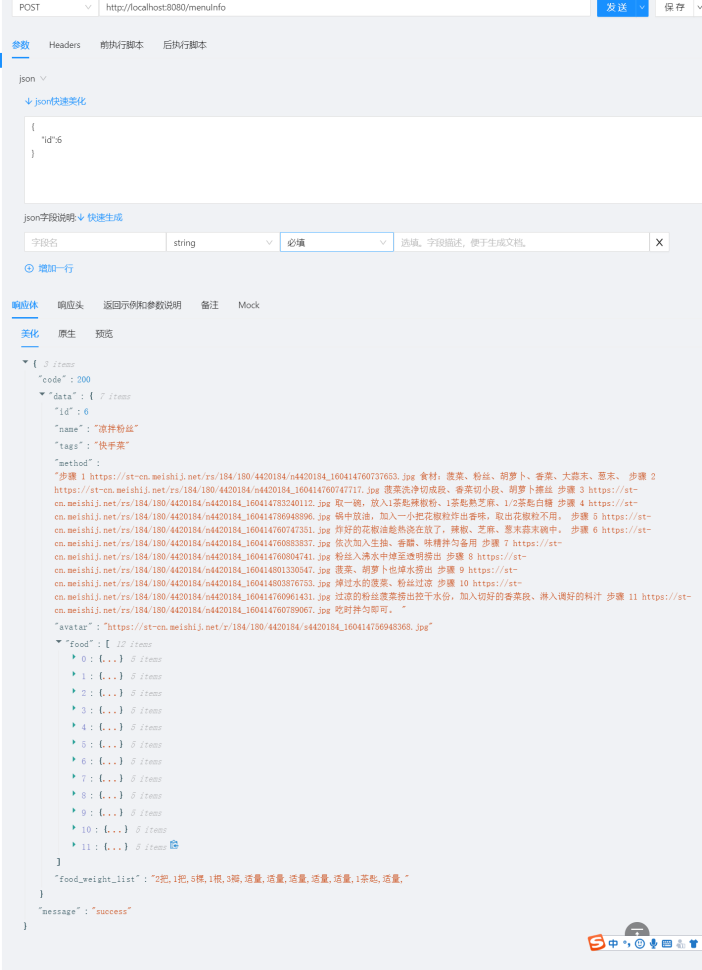 POST http://localhost:8080/menuInfo 发送 保存
参数 Headers 前执行脚本 后执行脚本
json
json快速美化
{
"id":6
}
json字段说明: 快速生成
字段名 string 必填 选填。字段描述，便于生成文档。 X
增加一行
响应体 响应头 返回示例和参数说明 备注 Mock
美化 原生 预览
{ 3 items
"code" : 200
"data" : { 7 items
"id" : 6
"name" : "凉拌粉丝"
"tags" : "快手菜"
"method" :
"步骤 1 https://st-cn.meishij.net/rs/184/180/4420184/n4420184_160414760737653.jpg 食材：菠菜、粉丝、胡萝卜、香菜、大蒜末、葱末。 步骤 2
https://st-cn.meishij.net/rs/184/180/4420184/n4420184_160414760747717.jpg 菠菜洗净切成段、香菜切小段、胡萝卜擦丝 步骤 3 https://st-
cn.meishij.net/rs/184/180/4420184/n4420184_160414783240112.jpg 取一碗，放入1茶匙辣椒粉、1茶匙熟芝麻、1/2茶匙白糖 步骤 4 https://st-
cn.meishij.net/rs/184/180/4420184/n4420184_160414786948896.jpg 锅中放油，加入一小把花椒粒炸出香味，取出花椒粒不用。 步骤 5 https://st-
cn.meishij.net/rs/184/180/4420184/n4420184_160414760747351.jpg 炸好的花椒油趁热浇在放了，辣椒、芝麻、葱末蒜末碗中。 步骤 6 https://st-
cn.meishij.net/rs/184/180/4420184/n4420184_160414760883837.jpg 依次加入生抽、香醋、味精拌匀备用 步骤 7 https://st-
cn.meishij.net/rs/184/180/4420184/n4420184_160414760804741.jpg 粉丝入沸水中焯至透明捞出 步骤 8 https://st-
cn.meishij.net/rs/184/180/4420184/n4420184_160414801330547.jpg 菠菜、胡萝卜也焯水捞出 步骤 9 https://st-
cn.meishij.net/rs/184/180/4420184/n4420184_160414803876753.jpg 焯过水的菠菜、粉丝过凉 步骤 10 https://st-
cn.meishij.net/rs/184/180/4420184/n4420184_160414760961431.jpg 过凉的粉丝菠菜捞出控干水份，加入切好的香菜段、淋入调好的料汁 步骤 11 https://st-
cn.meishij.net/rs/184/180/4420184/n4420184_160414760789067.jpg 吃时拌匀即可。 "
"avatar" : "https://st-cn.meishij.net/r/184/180/4420184/s4420184_160414756948368.jpg"
"food" : [ 12 items
0 : {...} 5 items
1 : {...} 5 items
2 : {...} 5 items
3 : {...} 5 items
4 : {...} 5 items
5 : {...} 5 items
6 : {...} 5 items
7 : {...} 5 items
8 : {...} 5 items
9 : {...} 5 items
10 : {...} 5 items
11 : {...} 5 items
]
"food_weight_list" : "2把,1把,5棵,1根,3瓣,适量,适量,适量,适量,适量,1茶匙,适量,"
}
"message" : "success"
}
中